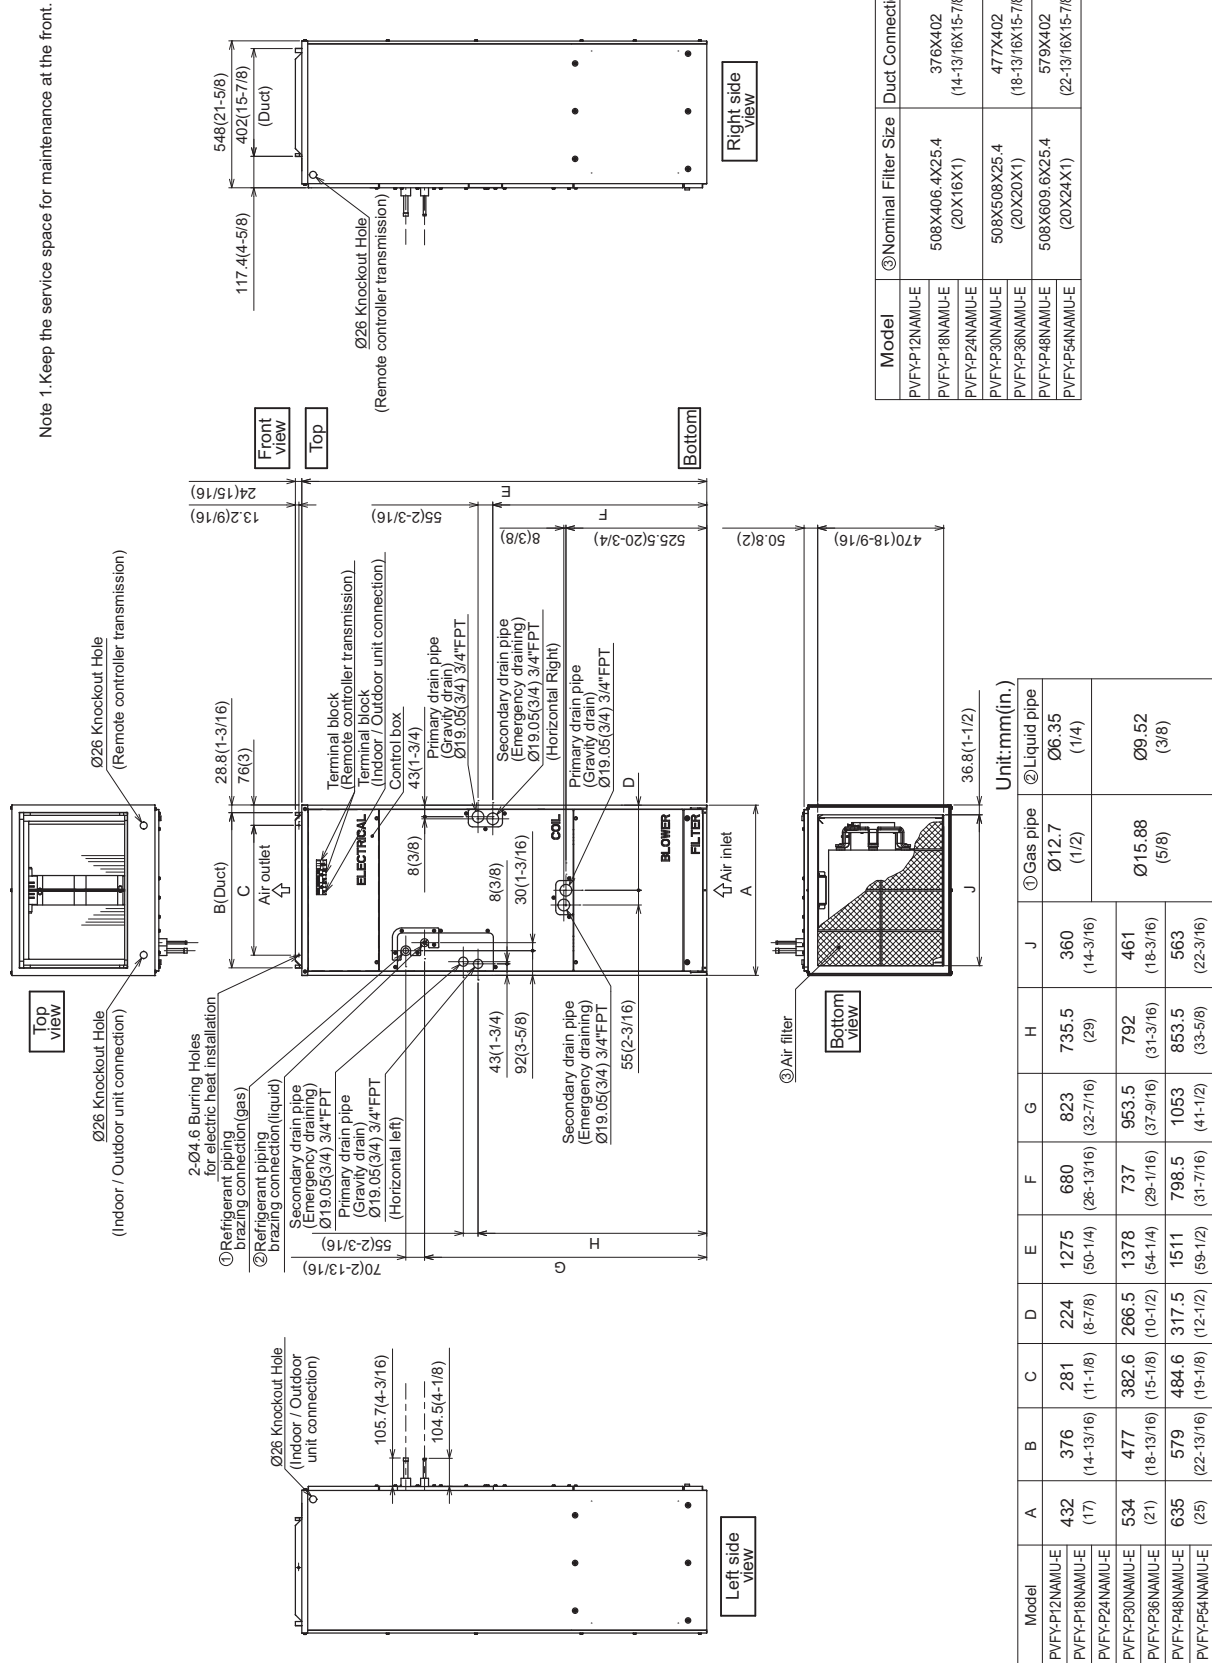 Note 1.Keep the service space for maintenance at the front.
Top
view
Ø26 Knockout Hole
(Indoor / Outdoor unit connection)
Ø26 Knockout Hole
(Remote controller transmission)
Left side
view
Ø26 Knockout Hole
(Indoor / Outdoor
unit connection)
105.7(4-3/16)
104.5(4-1/8)
Front
view
Top
Bottom
28.8(1-3/16)
76(3)
B(Duct)
C
Air outlet
2-Ø4.6 Burring Holes
for electric heat installation
①Refrigerant piping
brazing connection(gas)
②Refrigerant piping
brazing connection(liquid)
Secondary drain pipe
(Emergency draining)
Ø19.05(3/4) 3/4"FPT
Primary drain pipe
(Gravity drain)
Ø19.05(3/4) 3/4"FPT
(Horizontal left)
70(2-13/16)
55(2-3/16)
G
H
43(1-3/4)
92(3-5/8)
8(3/8)
30(1-3/16)
8(3/8)
ELECTRICAL
COIL
BLOWER
FILTER
Air inlet
A
Terminal block
(Remote controller transmission)
Terminal block
(Indoor / Outdoor unit connection)
Control box
43(1-3/4)
Primary drain pipe
(Gravity drain)
Ø19.05(3/4) 3/4"FPT
Secondary drain pipe
(Emergency draining)
Ø19.05(3/4) 3/4"FPT
(Horizontal Right)
Primary drain pipe
(Gravity drain)
Ø19.05(3/4) 3/4"FPT
D
Secondary drain pipe
(Emergency draining)
Ø19.05(3/4) 3/4"FPT
55(2-3/16)
13.2(9/16)
24(15/16)
55(2-3/16)
E
F
8(3/8)
525.5(20-3/4)
Right side
view
548(21-5/8)
402(15-7/8)
(Duct)
117.4(4-5/8)
Ø26 Knockout Hole
(Remote controller transmission)
Bottom
view
③Air filter
50.8(2)
470(18-9/16)
J
36.8(1-1/2)
Unit:mm(in.)
Model A B C D E F G H J ①Gas pipe ②Liquid pipe
PVFY-P12NAMU-E
PVFY-P18NAMU-E
PVFY-P24NAMU-E
432 376 281 224 1275 680 823 735.5 360 Ø12.7 Ø6.35
(17) (14-13/16) (11-1/8) (8-7/8) (50-1/4) (26-13/16) (32-7/16) (29) (14-3/16) (1/2) (1/4)
PVFY-P30NAMU-E
PVFY-P36NAMU-E
534 477 382.6 266.5 1378 737 953.5 792 461 Ø15.88 Ø9.52
(21) (18-13/16) (15-1/8) (10-1/2) (54-1/4) (29-1/16) (37-9/16) (31-3/16) (18-3/16) (5/8) (3/8)
PVFY-P48NAMU-E
PVFY-P54NAMU-E
635 579 484.6 317.5 1511 798.5 1053 853.5 563
(25) (22-13/16) (19-1/8) (12-1/2) (59-1/2) (31-7/16) (41-1/2) (33-5/8) (22-3/16)
Model ③Nominal Filter Size Duct
PVFY-P12NAMU-E
PVFY-P18NAMU-E
PVFY-P24NAMU-E
508X406.4X25.4 376X402
(20X16X1)
PVFY-P30NAMU-E
PVFY-P36NAMU-E
508X508X25.4 477X402
(20X20X1)
PVFY-P48NAMU-E
PVFY-P54NAMU-E
508X609.6X25.4 579X402
(20X24X1)